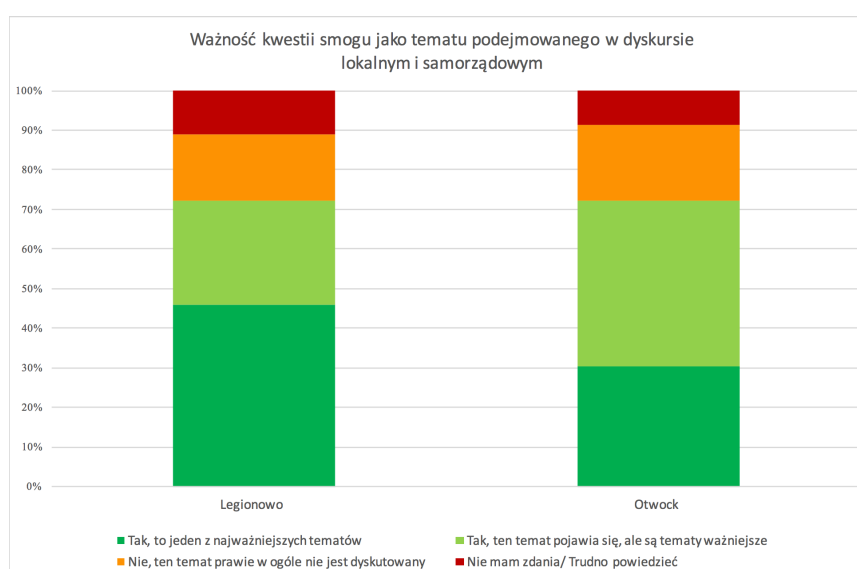 Ważność kwestii smogu jako tematu podejmowanego w dyskursie
lokalnym i samorządowym
100%
90%
80%
70%
60%
50%
40%
30%
20%
10%
0%
Legionowo Otwock
Tak, to jeden z najważniejszych tematów Tak, ten temat pojawia się, ale są tematy ważniejsze
Nie, ten temat prawie w ogóle nie jest dyskutowany Nie mam zdania/ Trudno powiedzieć